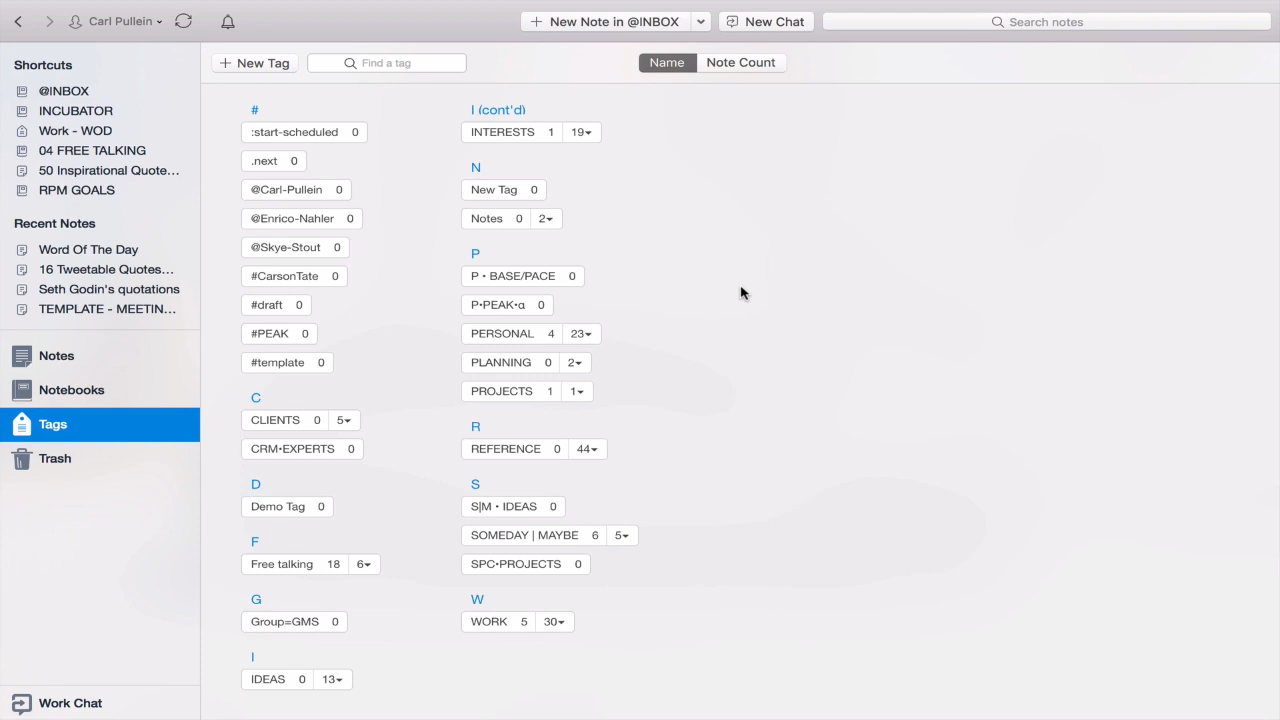 Carl Pullein
New Note in @INBOX
New Chat
Search notes
Shortcuts
@INBOX
INCUBATOR
Work - WOD
04 FREE TALKING
50 Inspirational Quote...
RPM GOALS
Recent Notes
Word Of The Day
16 Tweetable Quotes...
Seth Godin's quotations
TEMPLATE - MEETIN...
Notes
Notebooks
Tags
Trash
Work Chat
New Tag
Find a tag
Name
Note Count
#
:start-scheduled 0
.next 0
@Carl-Pullein 0
@Enrico-Nahler 0
@Skye-Stout 0
#CarsonTate 0
#draft 0
#PEAK 0
#template 0
C
CLIENTS 0 5
CRM•EXPERTS 0
D
Demo Tag 0
F
Free talking 18 6
G
Group=GMS 0
I
IDEAS 0 13
I (cont'd)
INTERESTS 1 19
N
New Tag 0
Notes 0 2
P
P • BASE/PACE 0
P•PEAK•α 0
PERSONAL 4 23
PLANNING 0 2
PROJECTS 1 1
R
REFERENCE 0 44
S
S|M • IDEAS 0
SOMEDAY | MAYBE 6 5
SPC•PROJECTS 0
W
WORK 5 30